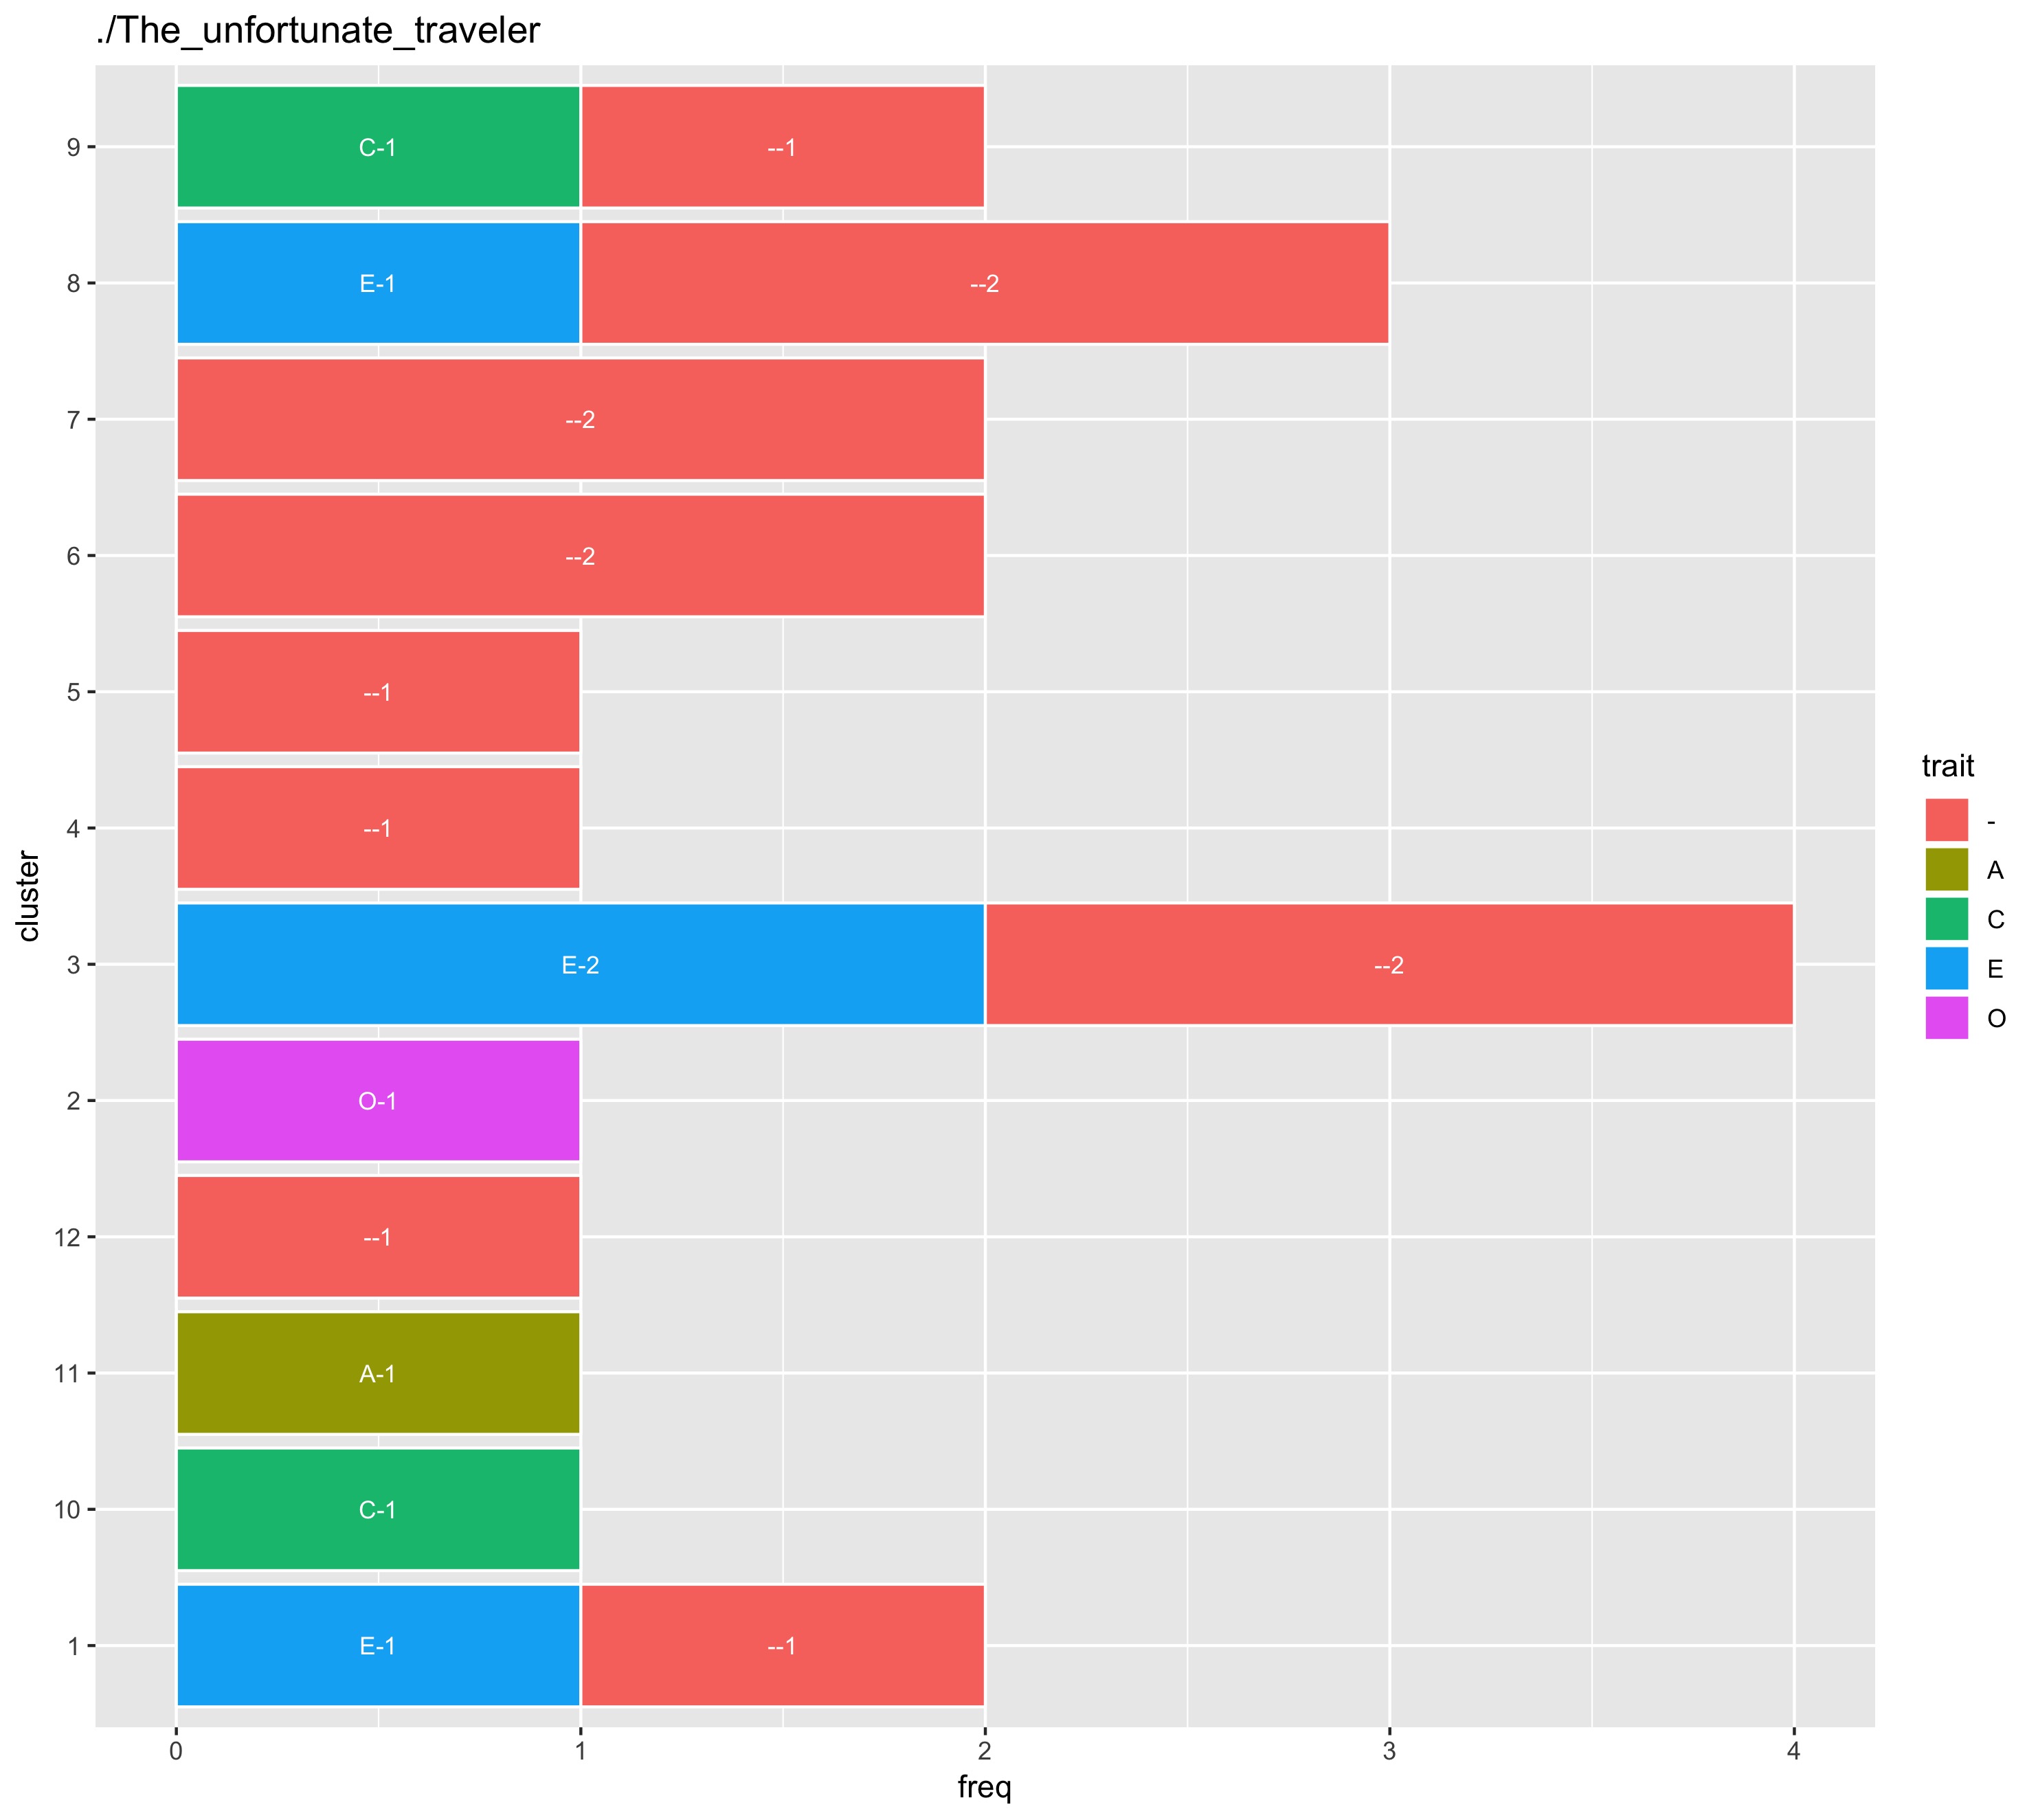 ./The_unfortunate_traveler
9
C-1
--1
8
E-1
--2
7
--2
6
--2
5
--1
4
--1
3
E-2
--2
2
O-1
12
--1
11
A-1
10
C-1
1
E-1
--1
cluster
0
1
2
3
4
freq
trait
-
A
C
E
O